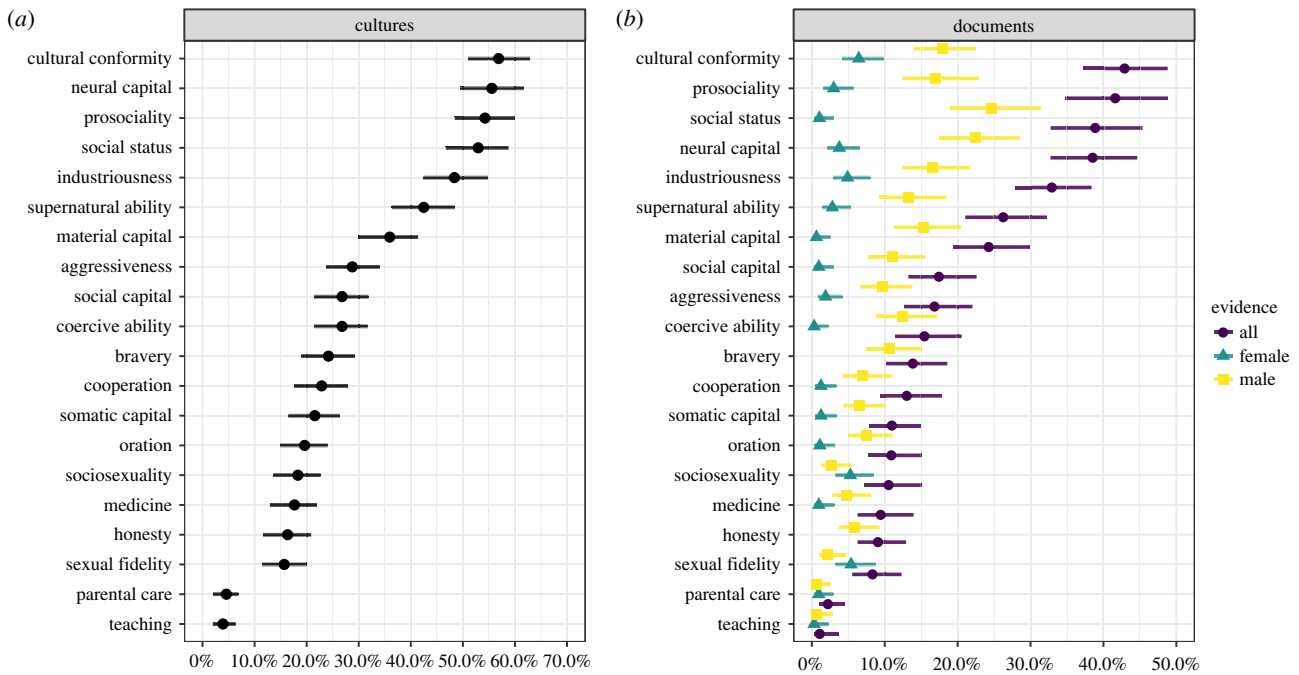 (a)
cultures
cultural conformity
neural capital
prosociality
social status
industriousness
supernatural ability
material capital
aggressiveness
social capital
coercive ability
bravery
cooperation
somatic capital
oration
sociosexuality
medicine
honesty
sexual fidelity
parental care
teaching
0% 10.0% 20.0% 30.0% 40.0% 50.0% 60.0% 70.0%
(b)
documents
cultural conformity
prosociality
social status
neural capital
industriousness
supernatural ability
material capital
social capital
aggressiveness
coercive ability
bravery
cooperation
somatic capital
oration
sociosexuality
medicine
honesty
sexual fidelity
parental care
teaching
0% 10.0% 20.0% 30.0% 40.0% 50.0%
evidence
all
female
male